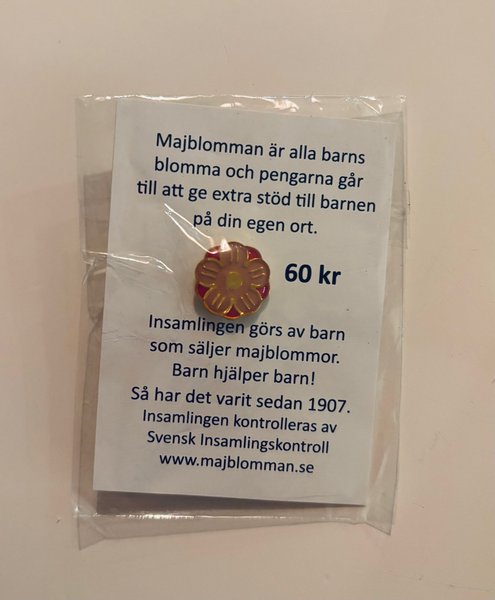 Majblomman är alla barns
blomma och pengarna går
till att ge extra stöd till barnen
på din egen ort.
60 kr
Insamlingen görs av barn
som säljer majblommor.
Barn hjälper barn!
Så har det varit sedan 1907.
Insamlingen kontrolleras av
Svensk Insamlingskontroll
www.majblomman.se